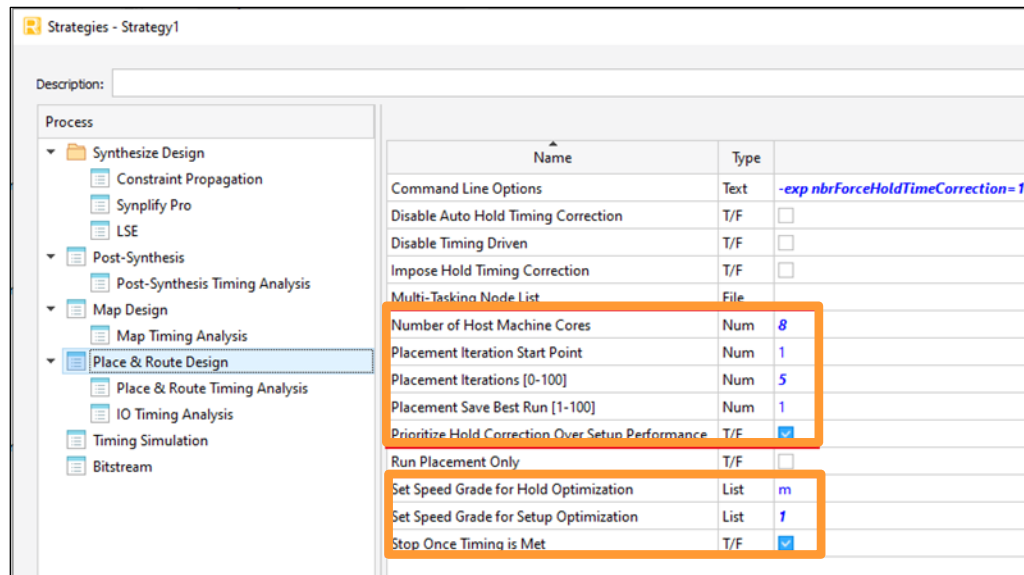 Strategies - Strategy1
Description:
Process
Synthesize Design
Constraint Propagation
Synplify Pro
LSE
Post-Synthesis
Post-Synthesis Timing Analysis
Map Design
Map Timing Analysis
Place & Route Design
Place & Route Timing Analysis
IO Timing Analysis
Timing Simulation
Bitstream
Name Type
Command Line Options Text -exp nbrForceHoldTimeCorrection=1
Disable Auto Hold Timing Correction T/F
Disable Timing Driven T/F
Impose Hold Timing Correction T/F
Multi-Tasking Node List File
Number of Host Machine Cores Num 8
Placement Iteration Start Point Num 1
Placement Iterations [0-100] Num 5
Placement Save Best Run [1-100] Num 1
Prioritize Hold Correction Over Setup Performance T/F
Run Placement Only T/F
Set Speed Grade for Hold Optimization List m
Set Speed Grade for Setup Optimization List 1
Stop Once Timing is Met T/F